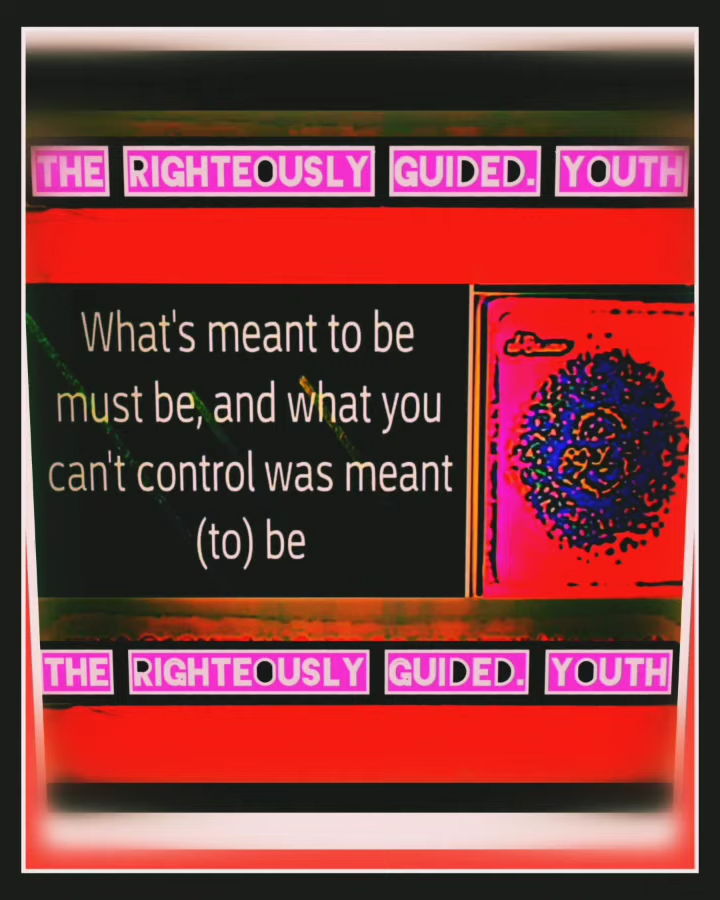 THE RIGHTEOUSLY GUIDED. YOUTH
What's meant to be
must be, and what you
can't control was meant
(to) be
THE RIGHTEOUSLY GUIDED. YOUTH